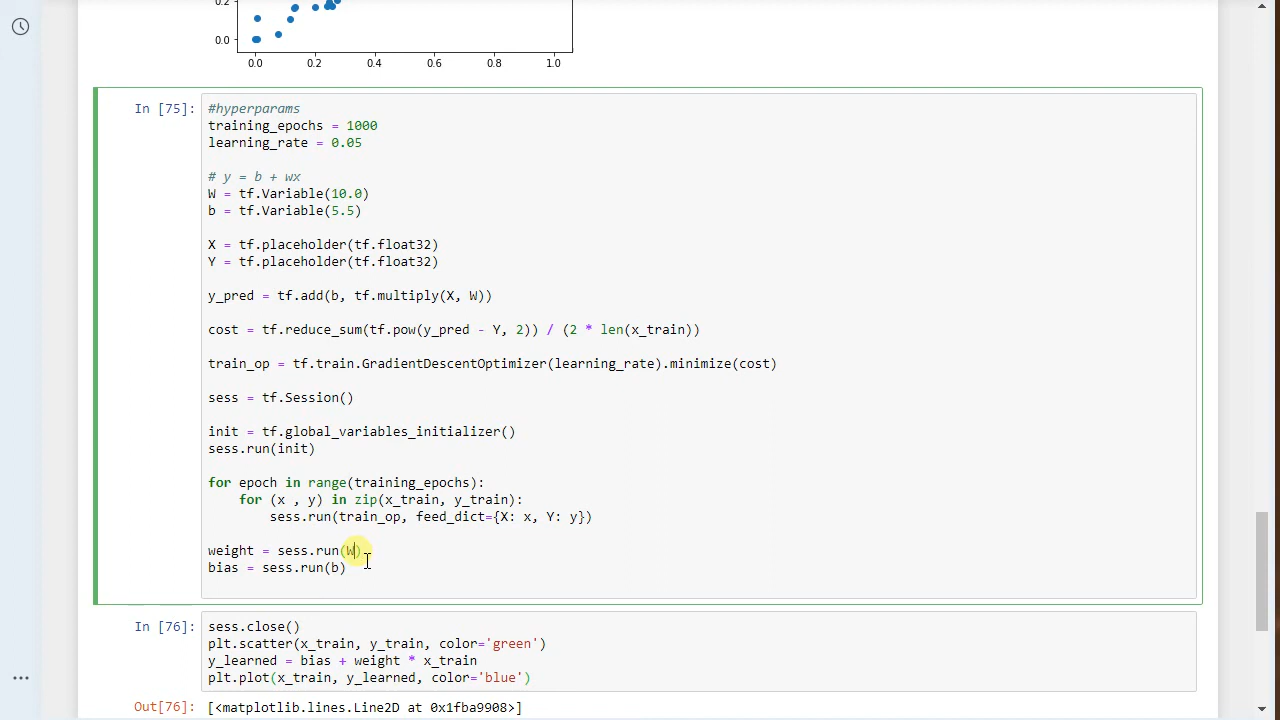 0.2
0.0
0.0 0.2 0.4 0.6 0.8 1.0
In [75]:
#hyperparams
training_epochs = 1000
learning_rate = 0.05
# y = b + wx
W = tf.Variable(10.0)
b = tf.Variable(5.5)
X = tf.placeholder(tf.float32)
Y = tf.placeholder(tf.float32)
y_pred = tf.add(b, tf.multiply(X, W))
cost = tf.reduce_sum(tf.pow(y_pred - Y, 2)) / (2 * len(x_train))
train_op = tf.train.GradientDescentOptimizer(learning_rate).minimize(cost)
sess = tf.Session()
init = tf.global_variables_initializer()
sess.run(init)
for epoch in range(training_epochs):
    for (x , y) in zip(x_train, y_train):
        sess.run(train_op, feed_dict={X: x, Y: y})
weight = sess.run(W)
bias = sess.run(b)
In [76]:
sess.close()
plt.scatter(x_train, y_train, color='green')
y_learned = bias + weight * x_train
plt.plot(x_train, y_learned, color='blue')
Out[76]: [<matplotlib.lines.Line2D at 0x1fba9908>]